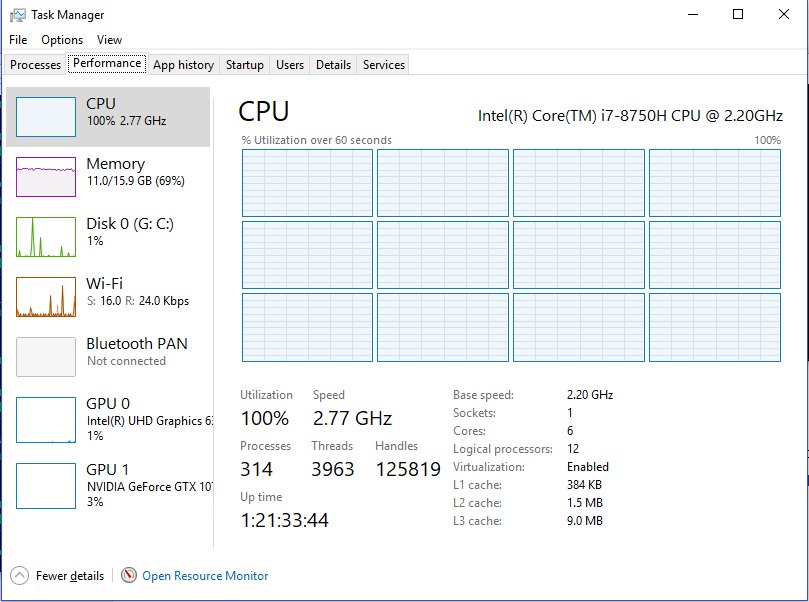 Task Manager
File Options View
Processes Performance App history Startup Users Details Services
CPU
100% 2.77 GHz
Memory
11.0/15.9 GB (69%)
Disk 0 (G: C:)
1%
Wi-Fi
S: 16.0 R: 24.0 Kbps
Bluetooth PAN
Not connected
GPU 0
Intel(R) UHD Graphics 63
1%
GPU 1
NVIDIA GeForce GTX 107
3%
CPU
Intel(R) Core(TM) i7-8750H CPU @ 2.20GHz
% Utilization over 60 seconds 100%
Utilization Speed
100% 2.77 GHz
Processes Threads Handles
314 3963 125819
Up time
1:21:33:44
Base speed: 2.20 GHz
Sockets: 1
Cores: 6
Logical processors: 12
Virtualization: Enabled
L1 cache: 384 KB
L2 cache: 1.5 MB
L3 cache: 9.0 MB
Fewer details Open Resource Monitor